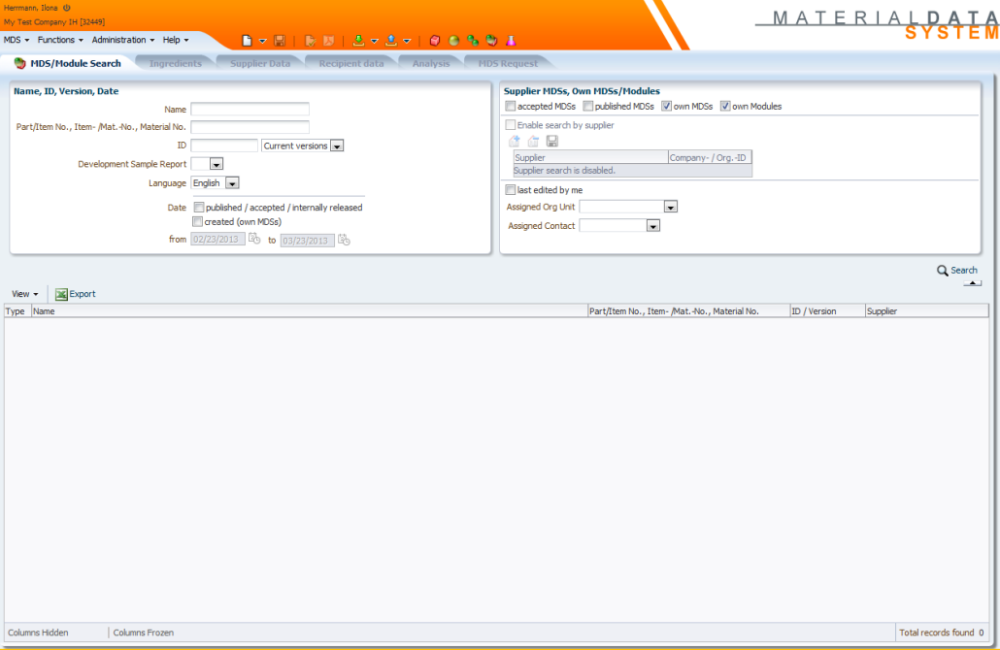 Herrmann, Ilona
My Test Company IH [32449]
MATERIALDATA
SYSTEM
MDS Functions Administration Help
MDS/Module Search Ingredients Supplier Data Recipient data Analysis MDS Request
Name, ID, Version, Date
Name
Part/Item No., Item- /Mat.-No., Material No.
ID Current versions
Development Sample Report
Language English
Date published / accepted / internally released
created (own MDSs)
from 02/23/2013 to 03/23/2013
Supplier MDSs, Own MDSs/Modules
accepted MDSs published MDSs own MDSs own Modules
Enable search by supplier
Supplier Company- / Org.-ID
Supplier search is disabled.
last edited by me
Assigned Org Unit
Assigned Contact
Search
View Export
Type Name Part/Item No., Item- /Mat.-No., Material No. ID / Version Supplier
Columns Hidden Columns Frozen Total records found 0